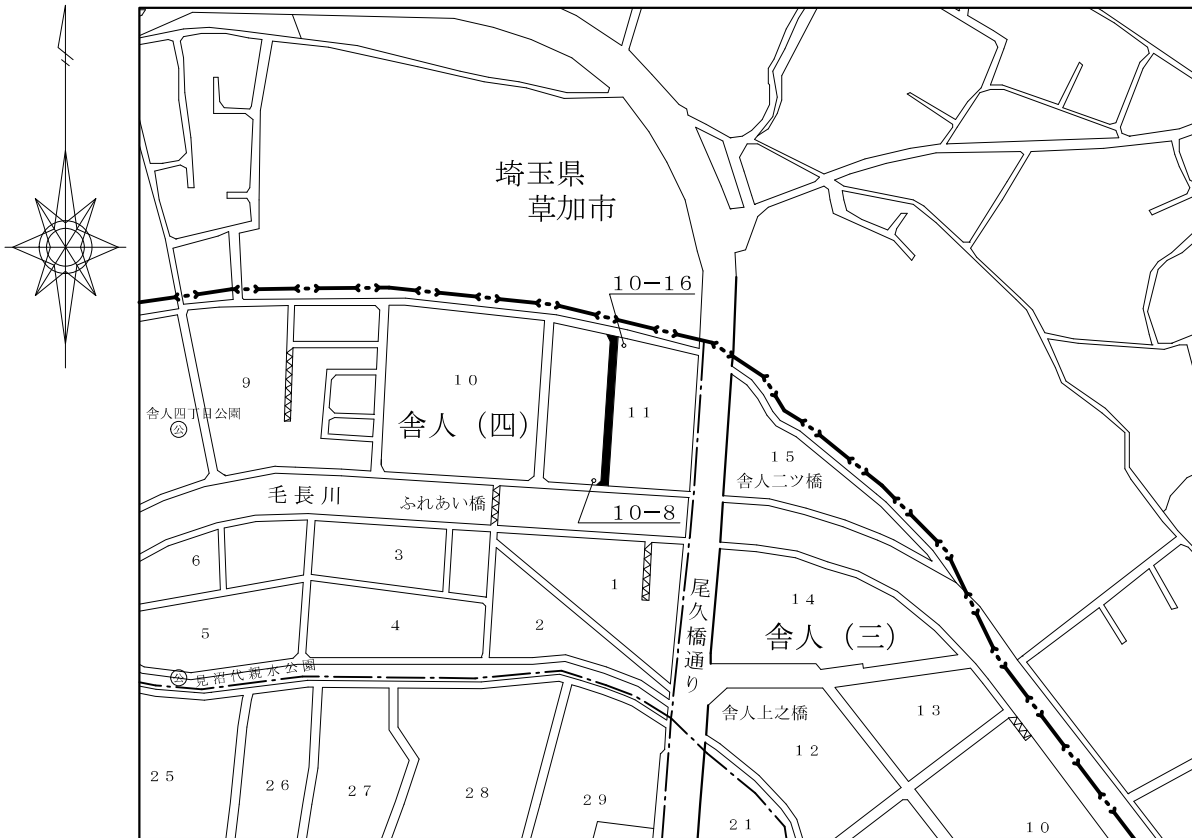 埼玉県
草加市
10-16
9
10
11
舎人四丁目公園
公
舎人（四）
15
舎人二ツ橋
毛長川
ふれあい橋
10-8
6
3
1
14
5
4
2
舎人（三）
尾久橋通り
公
見沼代親水公園
舎人上之橋
13
12
25
26
27
28
29
21
10